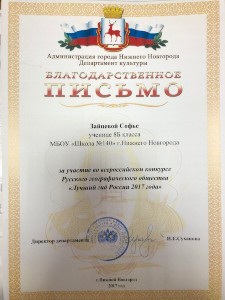 Администрация города Нижнего Новгорода
Департамент культуры
БЛАГОДАРСТВЕННОЕ
ПИСЬМО
Зайцевой Софье
ученице 8Б класса
МБОУ «Школа №140» г.Нижнего Новгорода
за участие во всероссийском конкурсе
Русского географического общества
«Лучший гид России 2017 года»
Директор департамента
Н.Е.Суханова
г.Нижний Новгород
2017 год